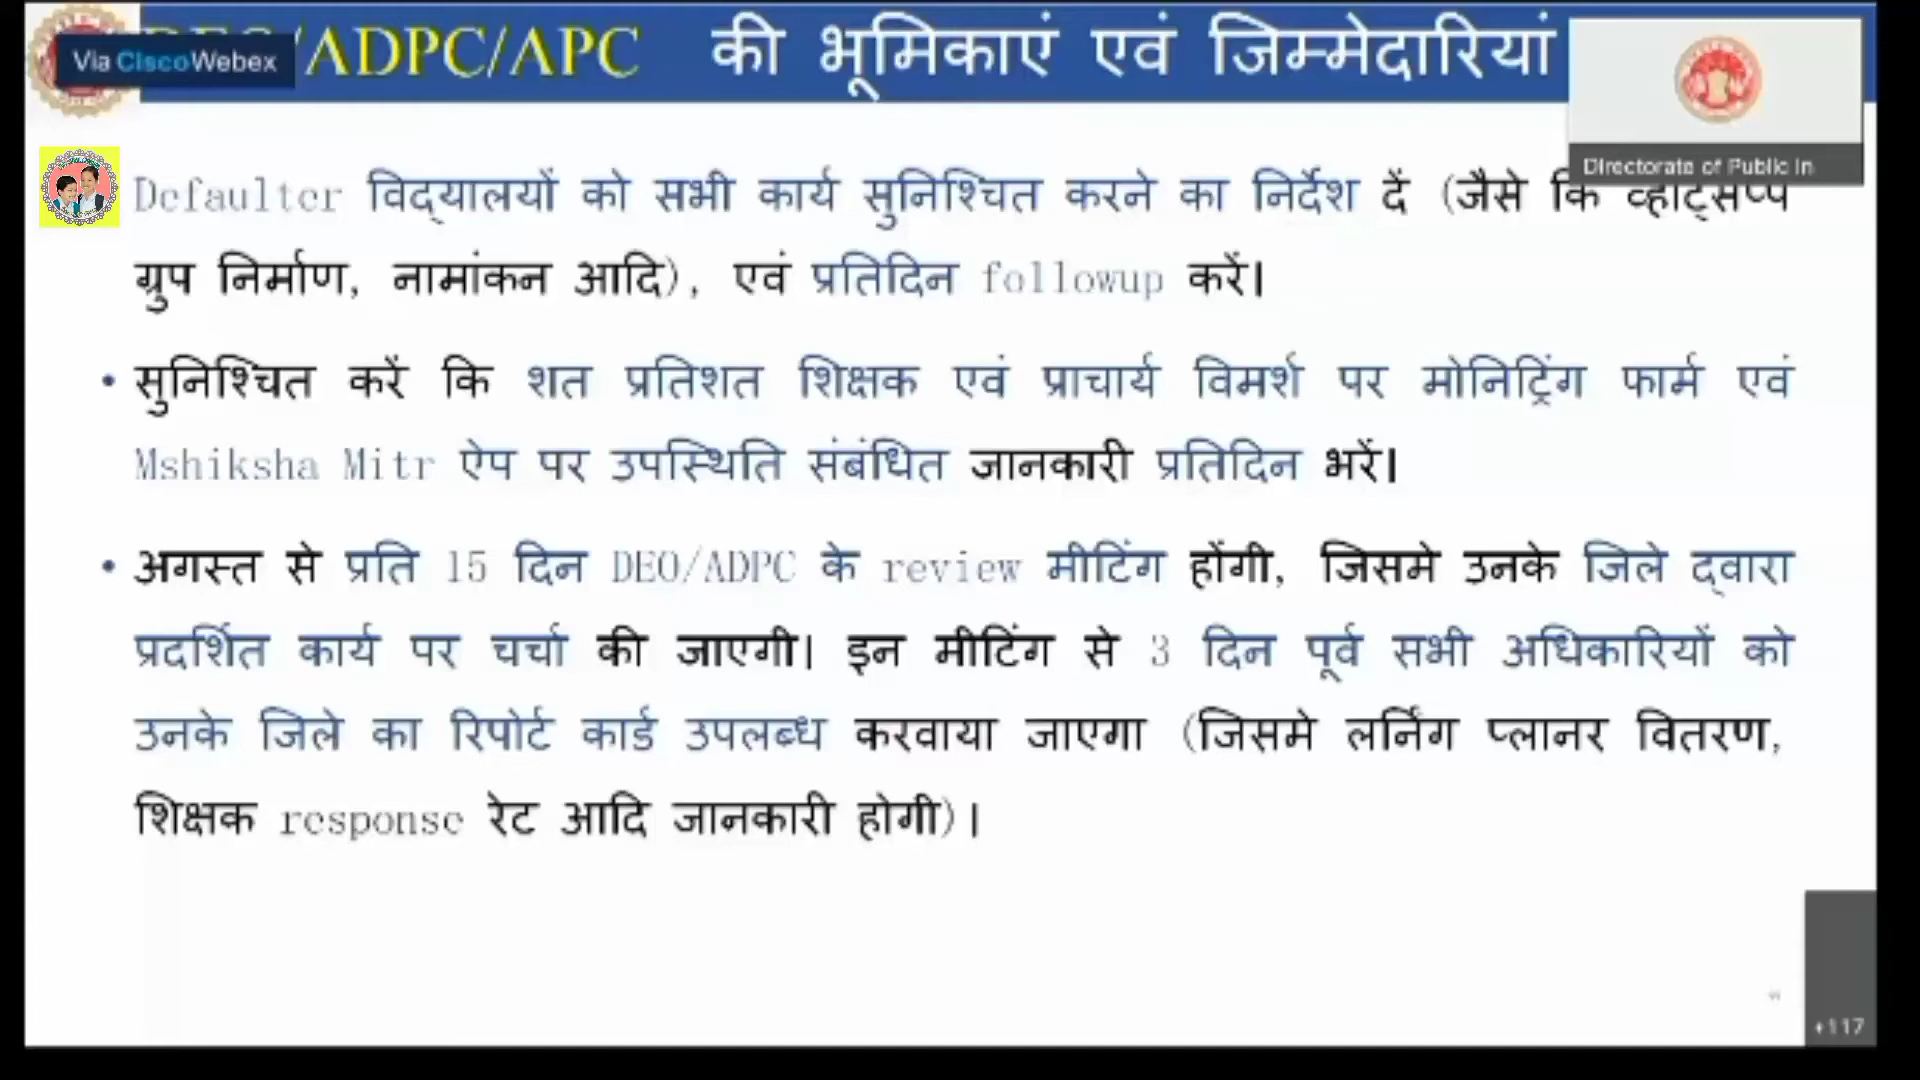 /ADPC/APC की भूमिकाएं एवं जिम्मेदारियां
Via CiscoWebex
Directorate of Public In
Defaulter विद्यालयों को सभी कार्य सुनिश्चित करने का निर्देश दें (जैसे कि व्हाट्सप्प
ग्रुप निर्माण, नामांकन आदि), एवं प्रतिदिन followup करें।
• सुनिश्चित करें कि शत प्रतिशत शिक्षक एवं प्राचार्य विमर्श पर मोनिट्रिंग फार्म एवं
Mshiksha Mitr ऐप पर उपस्थिति संबंधित जानकारी प्रतिदिन भरें।
• अगस्त से प्रति 15 दिन DEO/ADPC के review मीटिंग होंगी, जिसमे उनके जिले द्वारा
प्रदर्शित कार्य पर चर्चा की जाएगी। इन मीटिंग से 3 दिन पूर्व सभी अधिकारियों को
उनके जिले का रिपोर्ट कार्ड उपलब्ध करवाया जाएगा (जिसमे लर्निंग प्लानर वितरण,
शिक्षक response रेट आदि जानकारी होगी)।
+117